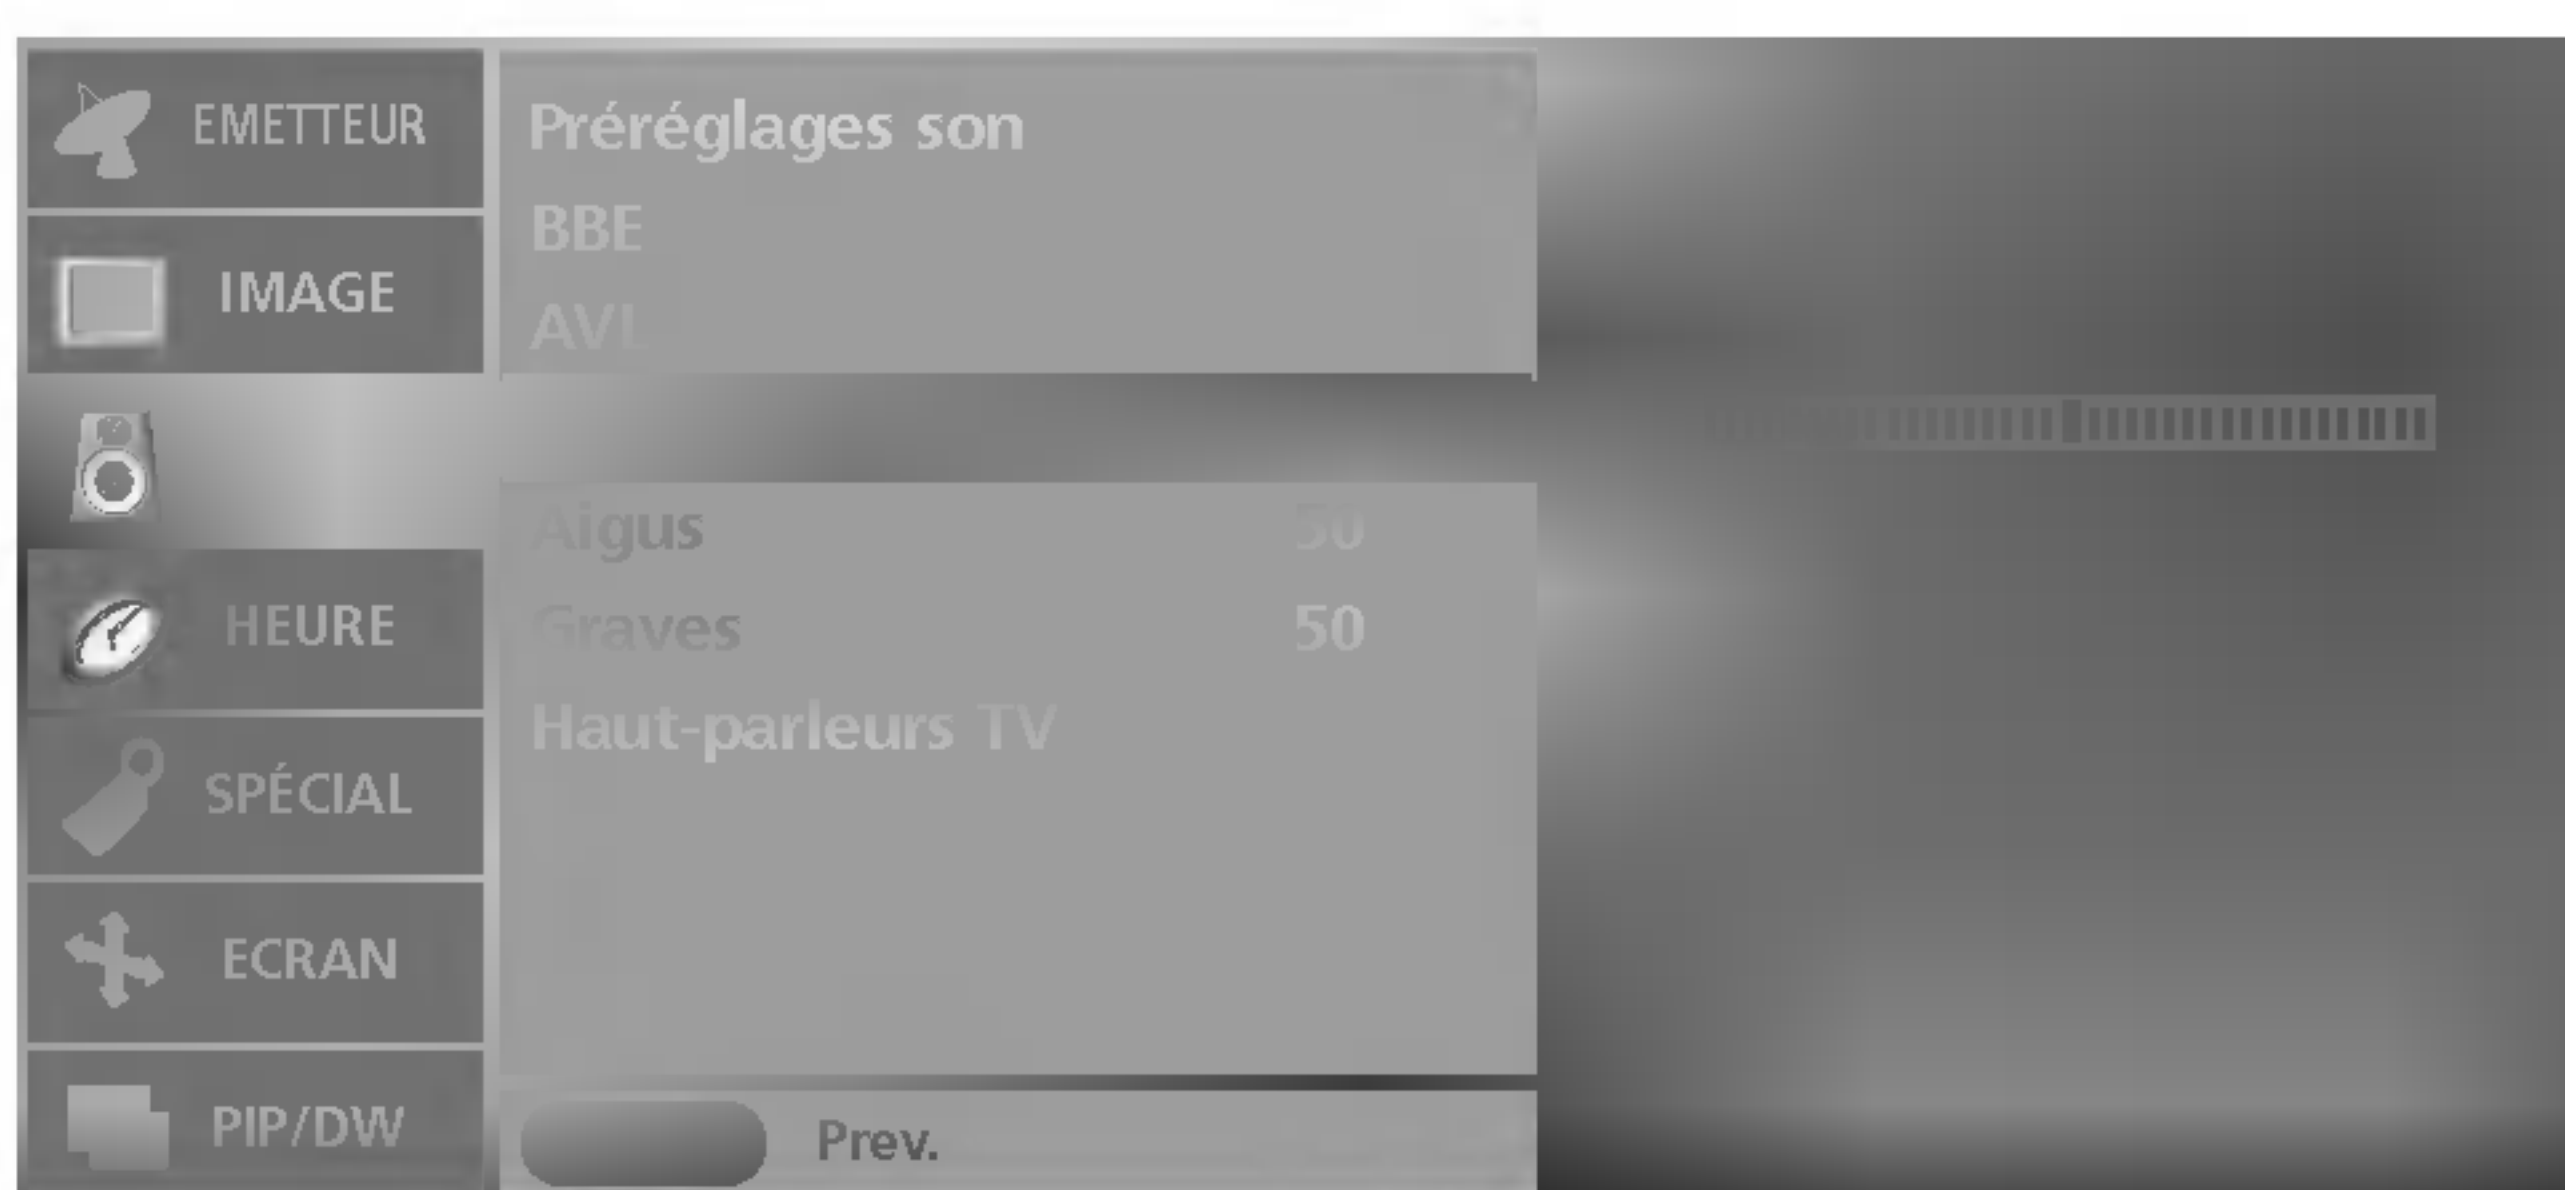 EMETTEUR
IMAGE
HEURE
SPÉCIAL
ECRAN
PIP/DW
Préréglages son
BBE
AVL
Aigus 50
Graves 50
Haut-parleurs TV
Prev.